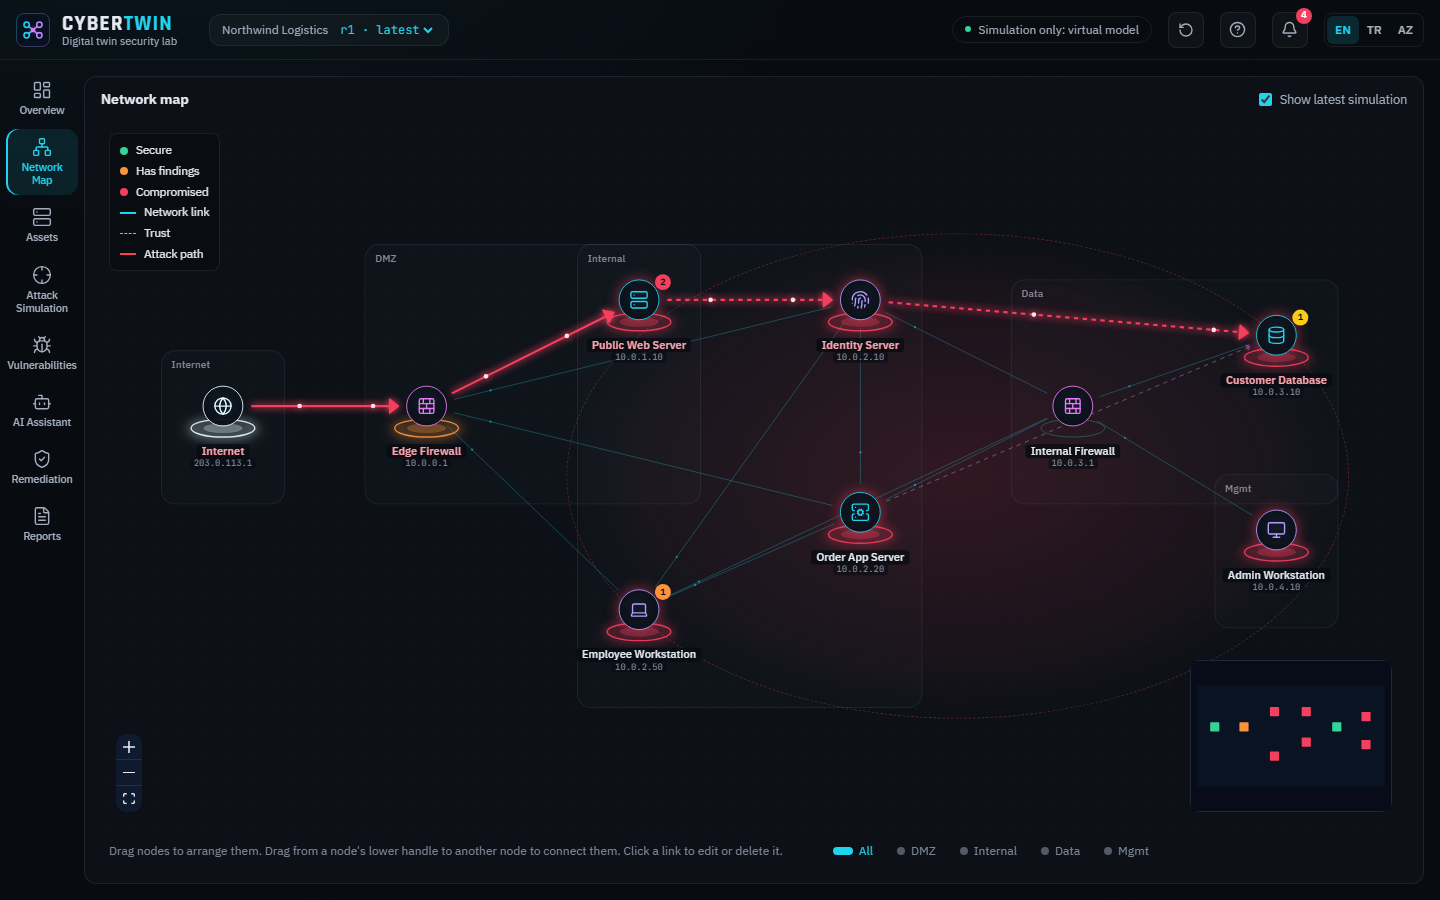 CYBERTWIN
Digital twin security lab
Northwind Logistics r1 · latest
Simulation only: virtual model
4
EN TR AZ
Overview
Network
Map
Assets
Attack
Simulation
Vulnerabilities
AI Assistant
Remediation
Reports
Network map
Show latest simulation
Secure
Has findings
Compromised
Network link
Trust
Attack path
DMZ
Internal
Internet
Data
Mgmt
2
Public Web Server
10.0.1.10
Identity Server
10.0.2.10
1
Customer Database
10.0.3.10
Internet
203.0.113.1
Edge Firewall
10.0.0.1
Internal Firewall
10.0.3.1
Order App Server
10.0.2.20
Admin Workstation
10.0.4.10
1
Employee Workstation
10.0.2.50
Drag nodes to arrange them. Drag from a node's lower handle to another node to connect them. Click a link to edit or delete it.
All DMZ Internal Data Mgmt